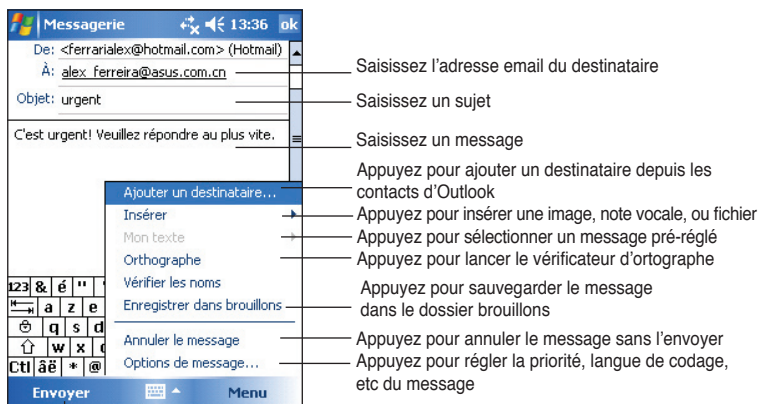 Messagerie 13:36 ok
De: <ferrarialex@hotmail.com> (Hotmail)
À: alex ferreira@asus.com.cn
Saisissez l'adresse email du destinataire
Objet: urgent
Saisissez un sujet
C'est urgent! Veuillez répondre au plus vite.
Saisissez un message
Ajouter un destinataire...
Appuyez pour ajouter un destinataire depuis les
contacts d'Outlook
Insérer
Appuyez pour insérer une image, note vocale, ou fichier
Mon texte
Appuyez pour sélectionner un message pré-réglé
Orthographe
Appuyez pour lancer le vérificateur d'ortographe
Vérifier les noms
Enregistrer dans brouillons
Appuyez pour sauvegarder le message
dans le dossier brouillons
Annuler le message
Appuyez pour annuler le message sans l'envoyer
Options de message...
Appuyez pour régler la priorité, langue de codage,
etc du message
123 & é "
a z e
q s d
w x
Ctl âë * @
Envoyer Menu